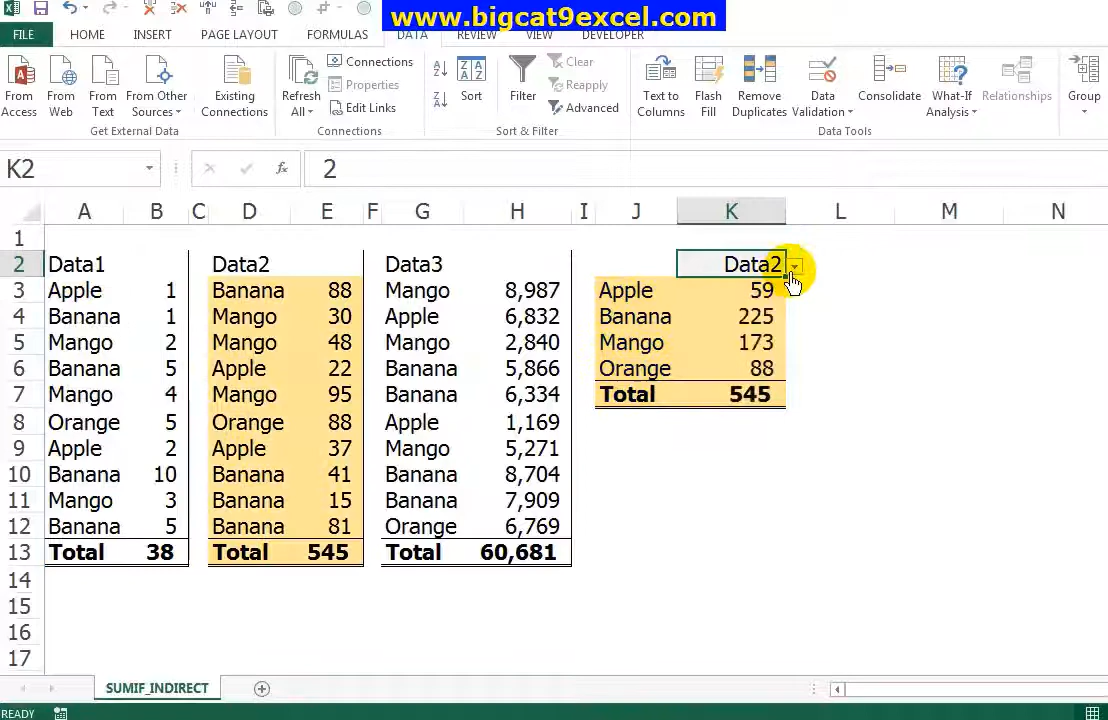 www.bigcat9excel.com
FILE HOME INSERT PAGE LAYOUT FORMULAS DATA REVIEW VIEW DEVELOPER
From Access From Web From Text From Other Sources Existing Connections Refresh All Connections Properties Edit Links Sort Filter Clear Reapply Advanced Text to Columns Flash Fill Remove Duplicates Data Validation Consolidate What-If Analysis Relationships Group
Get External Data Connections Sort & Filter Data Tools
K2 fx 2
A B C D E F G H I J K L M N
1
2 Data1 Data2 Data3 Data2
3 Apple 1 Banana 88 Mango 8,987 Apple 59
4 Banana 1 Mango 30 Apple 6,832 Banana 225
5 Mango 2 Mango 48 Mango 2,840 Mango 173
6 Banana 5 Apple 22 Banana 5,866 Orange 88
7 Mango 4 Mango 95 Banana 6,334 Total 545
8 Orange 5 Orange 88 Apple 1,169
9 Apple 2 Apple 37 Mango 5,271
10 Banana 10 Banana 41 Banana 8,704
11 Mango 3 Banana 15 Banana 7,909
12 Banana 5 Banana 81 Orange 6,769
13 Total 38 Total 545 Total 60,681
14
15
16
17
SUMIF_INDIRECT
READY